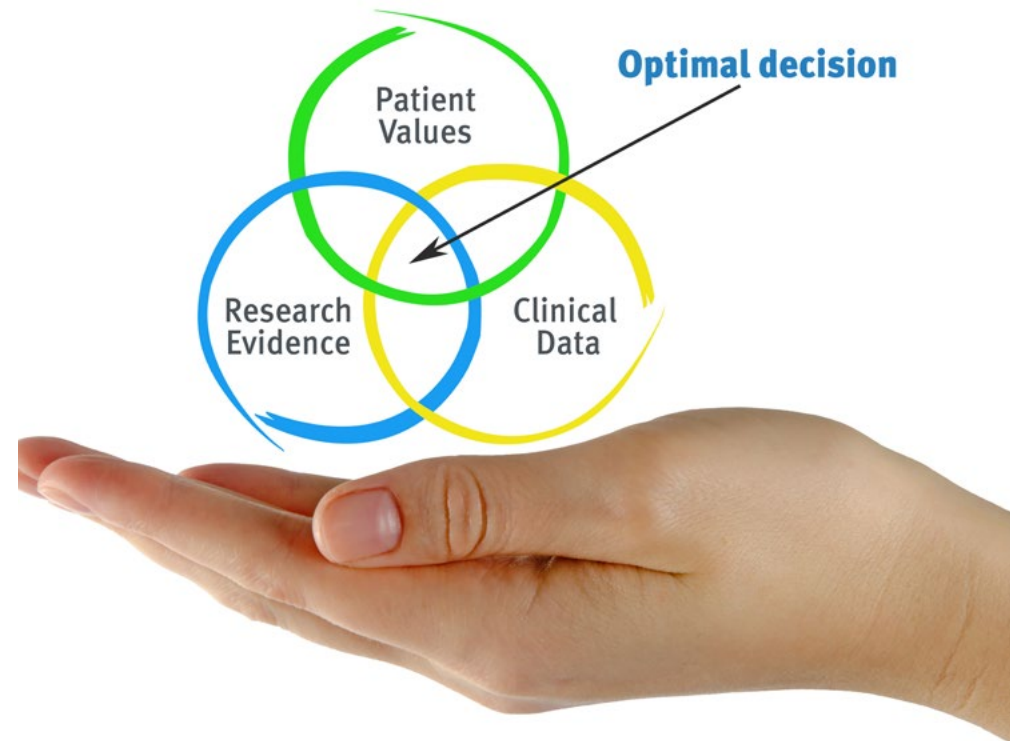 Optimal decision
Patient
Values
Research
Evidence
Clinical
Data